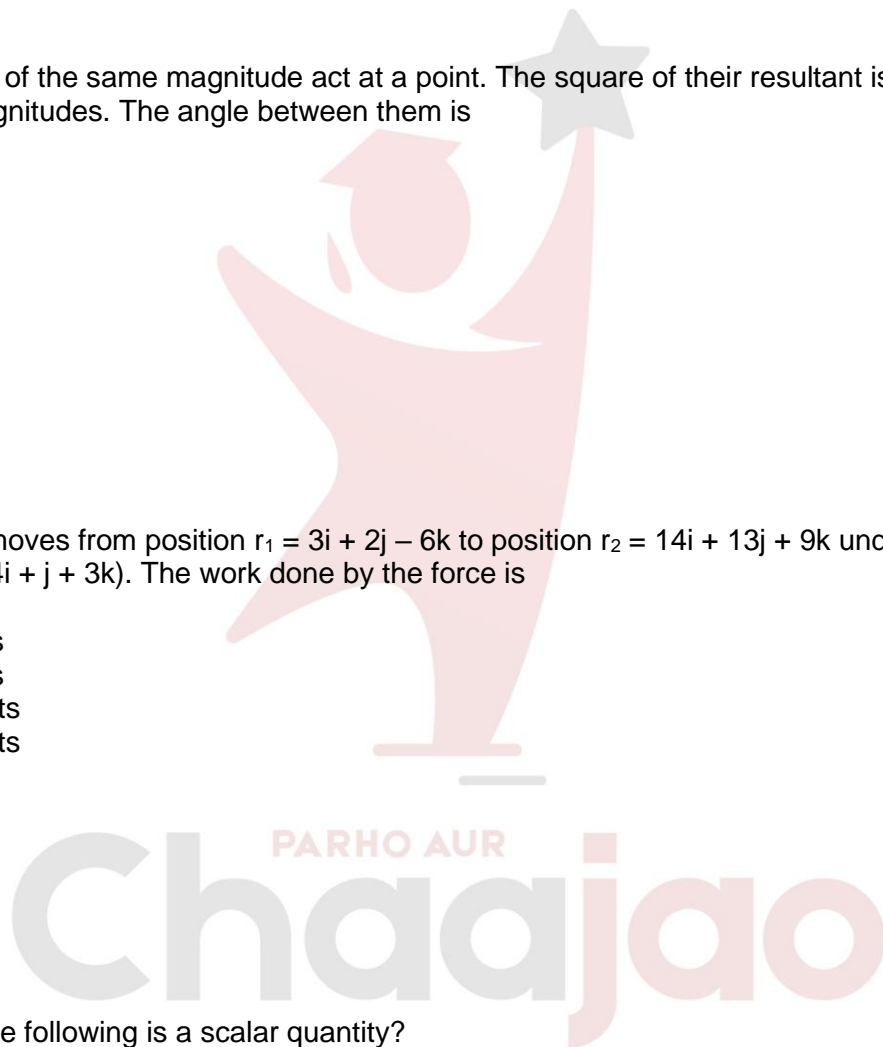 of the same magnitude act at a point. The square of their resultant is
gnitudes. The angle between them is
moves from position r₁ = 3i + 2j – 6k to position r₂ = 14i + 13j + 9k und
i + j + 3k). The work done by the force is
s
s
ts
ts
PARHO AUR
Chaajao
e following is a scalar quantity?